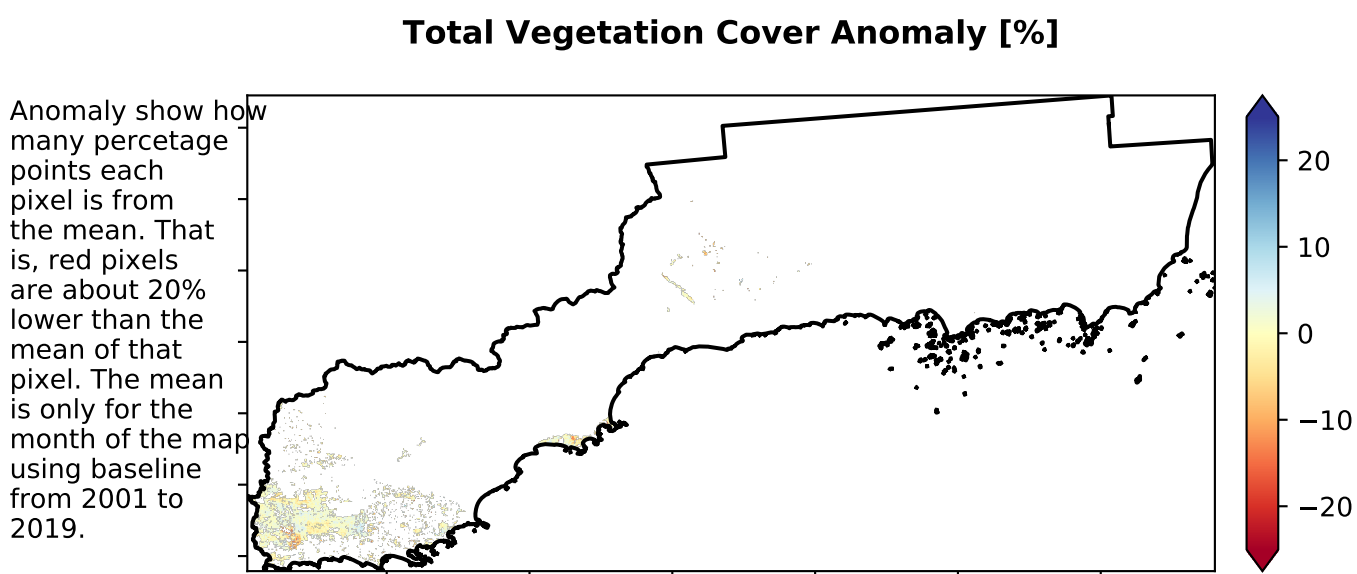 Total Vegetation Cover Anomaly [%]
Anomaly show how
many percetage
points each
pixel is from
the mean. That
is, red pixels
are about 20%
lower than the
mean of that
pixel. The mean
is only for the
month of the map
using baseline
from 2001 to
2019.
20
10
0
−10
−20